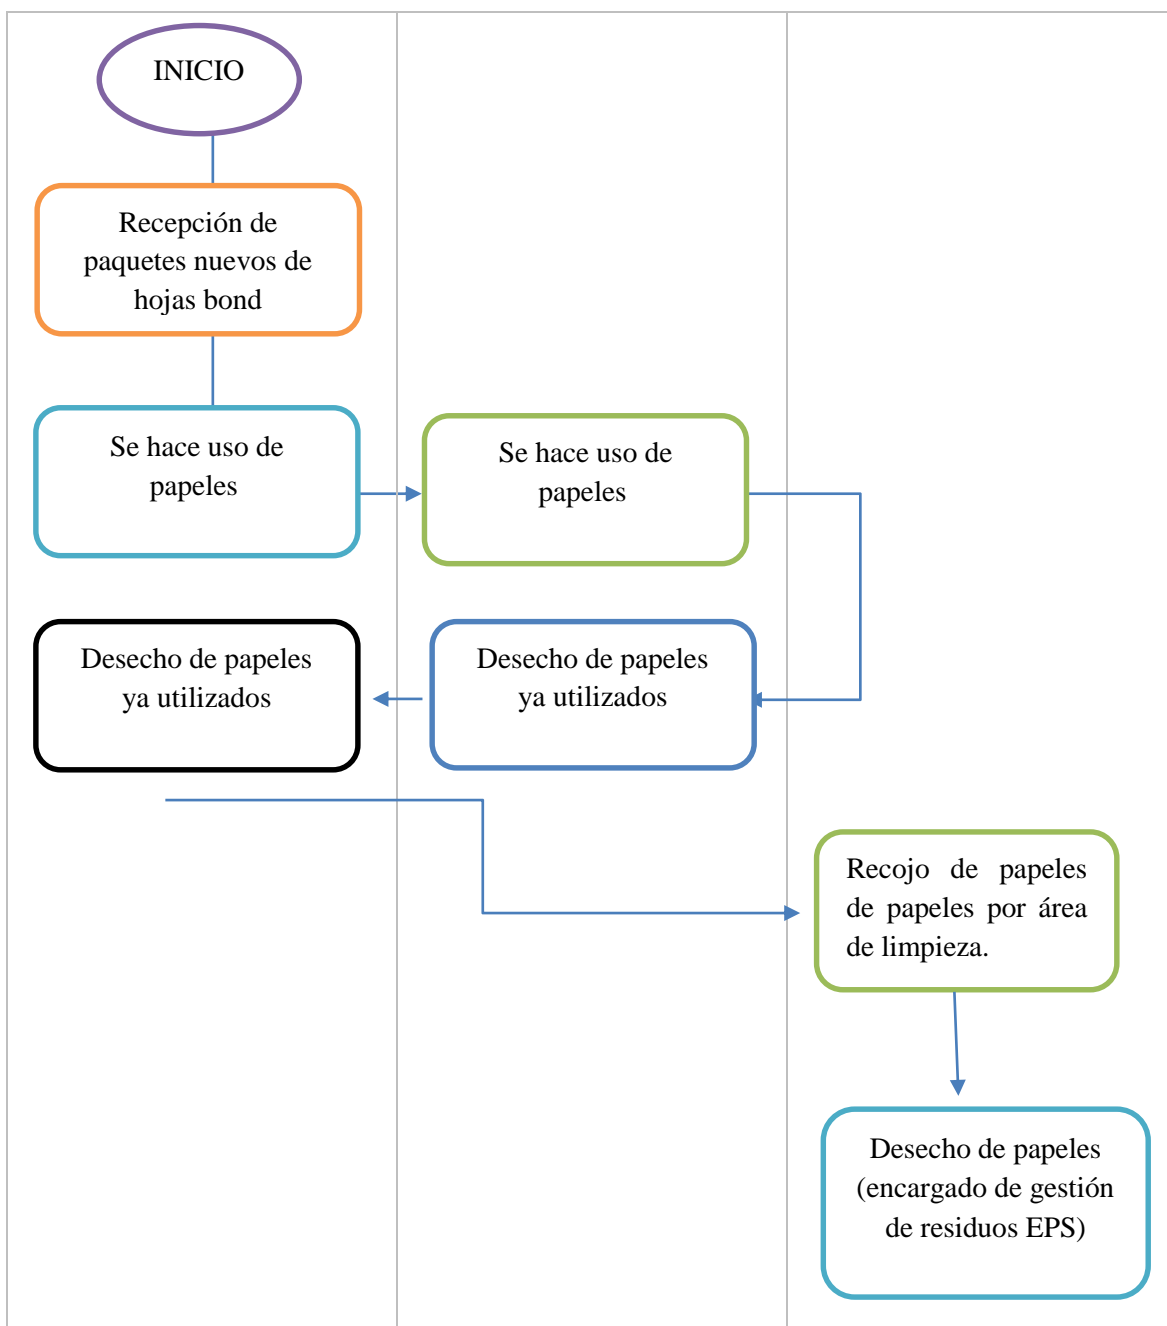 INICIO
Recepción de
paquetes nuevos de
hojas bond
Se hace uso de
papeles
Se hace uso de
papeles
Desecho de papeles
ya utilizados
Desecho de papeles
ya utilizados
Recojo de papeles
de papeles por área
de limpieza.
Desecho de papeles
(encargado de gestión
de residuos EPS)